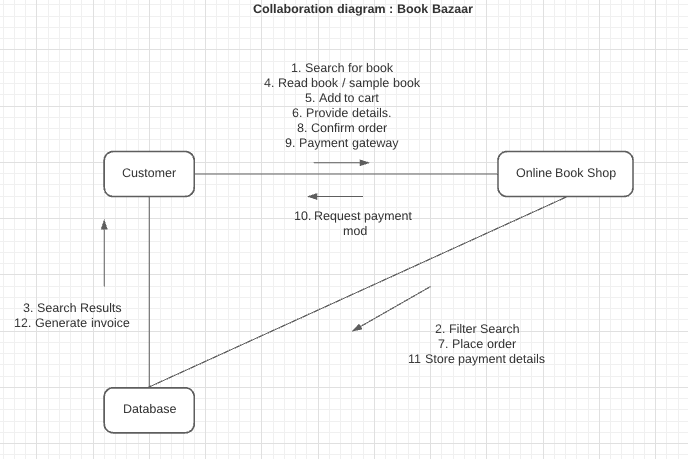 Collaboration diagram : Book Bazaar
1. Search for book
4. Read book / sample book
5. Add to cart
6. Provide details.
8. Confirm order
9. Payment gateway
Customer
Online Book Shop
10. Request payment
mod
3. Search Results
12. Generate invoice
2. Filter Search
7. Place order
11 Store payment details
Database